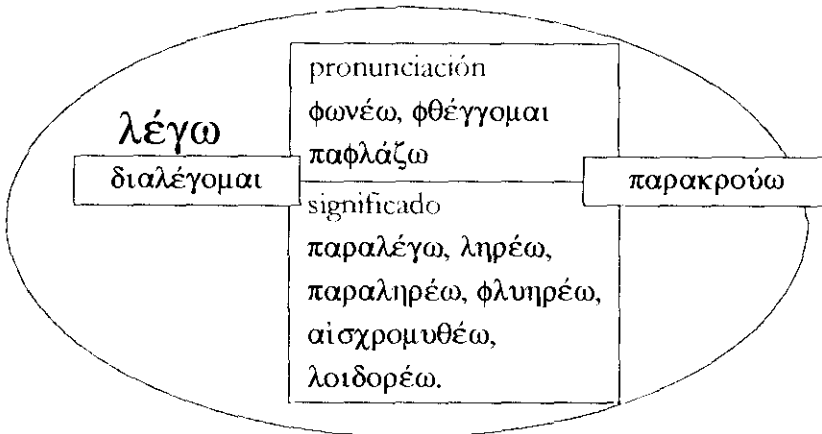 λέγω
διαλέγομαι
pronunciación
φωνέω, φθέγγομαι
παφλάζω
significado
παραλέγω, ληρέω,
παραληρέω, φλυηρέω,
αἰσχρομυθέω,
λοιδορέω.
παρακρούω